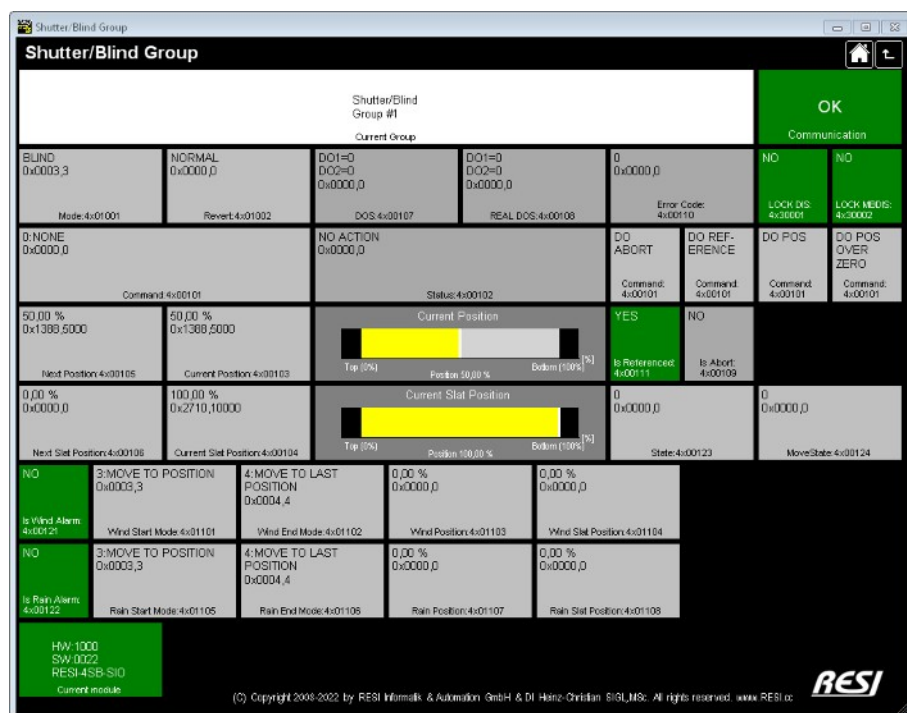 Shutter/Blind Group
Shutter/Blind Group
Shutter/Blind
Group #1
Current Group
OK
Communication
BLIND
0x0003,3
Mode:4x01001
NORMAL
0x0000,0
Revert:4x01002
DO1=0
DO2=0
0x0000,0
DOS:4x00107
DO1=0
DO2=0
0x0000,0
REAL DOS:4x00108
0
0x0000,0
Error
Code:
4x00110
NO
LOCK DIS:
4x30001
NO
LOCK MBDIS:
4x30002
0:NONE
0x0000,0
Command:4x00101
NO ACTION
0x0000,0
Status:4x00102
DO
ABORT
Command:
4x00101
DO REF-
ERENCE
Command:
4x00101
DO POS
Command:
4x00101
DO POS
OVER
ZERO
Command:
4x00101
50,00 %
0x1388,5000
Next Position:4x00105
50,00 %
0x1388,5000
Current Position:4x00103
Current Position
Top (0%)
Position 50,00 %
Bottom (100%)
[%]
YES
Is Referenced:
4x00111
NO
Is Abort:
4x00109
0,00 %
0x0000,0
Next Slat Position:4x00106
100,00 %
0x2710,10000
Current Slat Position:4x00104
Current Slat Position
Top (0%)
Position 100,00 %
Bottom (100%)
[%]
0
0x0000,0
State:4x00123
0
0x0000,0
MoveState:4x00124
NO
Is Wind Alarm:
4x00121
3:MOVE TO POSITION
0x0003,3
Wind Start Mode:4x01101
4:MOVE TO LAST
POSITION
0x0004,4
Wind End Mode:4x01102
0,00 %
0x0000,0
Wind Position:4x01103
0,00 %
0x0000,0
Wind Slat Position:4x01104
NO
Is Rain Alarm:
4x00122
3:MOVE TO POSITION
0x0003,3
Rain Start Mode:4x01105
4:MOVE TO LAST
POSITION
0x0004,4
Rain End Mode:4x01106
0,00 %
0x0000,0
Rain Position:4x01107
0,00 %
0x0000,0
Rain Slat Position:4x01108
HW:1000
SW:0022
RESI-4SB-SIO
Current module
(C) Copyright 2008-2022 by RESI Informatik & Automation GmbH & DI Heinz-Christian SIGL,MSc. All rights reserved. www.RESI.cc
RESI